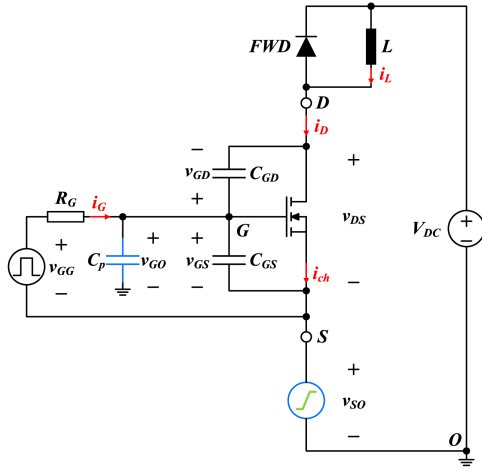 FWD
L
i_L
D
i_D
−
+
v_GD
C_GD
v_DS
+
−
R_G
i_G
G
V_DC
+
−
v_GG
+
−
C_p
+
v_GO
−
+
v_GS
−
C_GS
i_ch
S
+
v_SO
−
O